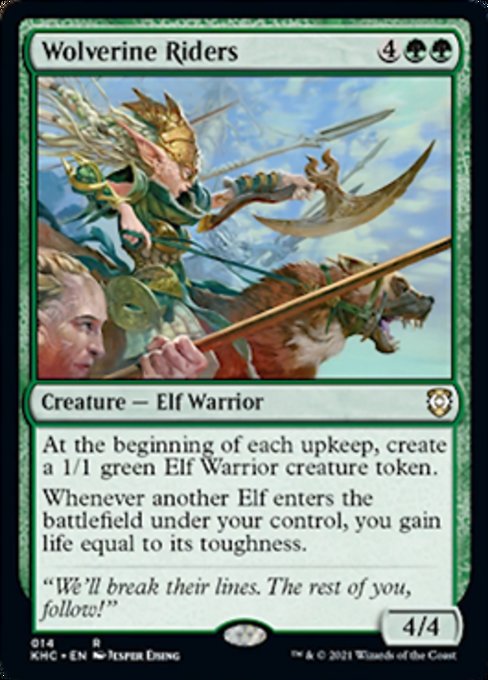 Wolverine Riders 4
Creature — Elf Warrior
At the beginning of each upkeep, create
a 1/1 green Elf Warrior creature token.
Whenever another Elf enters the
battlefield under your control, you gain
life equal to its toughness.
“We’ll break their lines. The rest of you,
follow!”
4/4
014 R
KHC • EN Jesper Ejsing
™ & © 2021 Wizards of the Coast